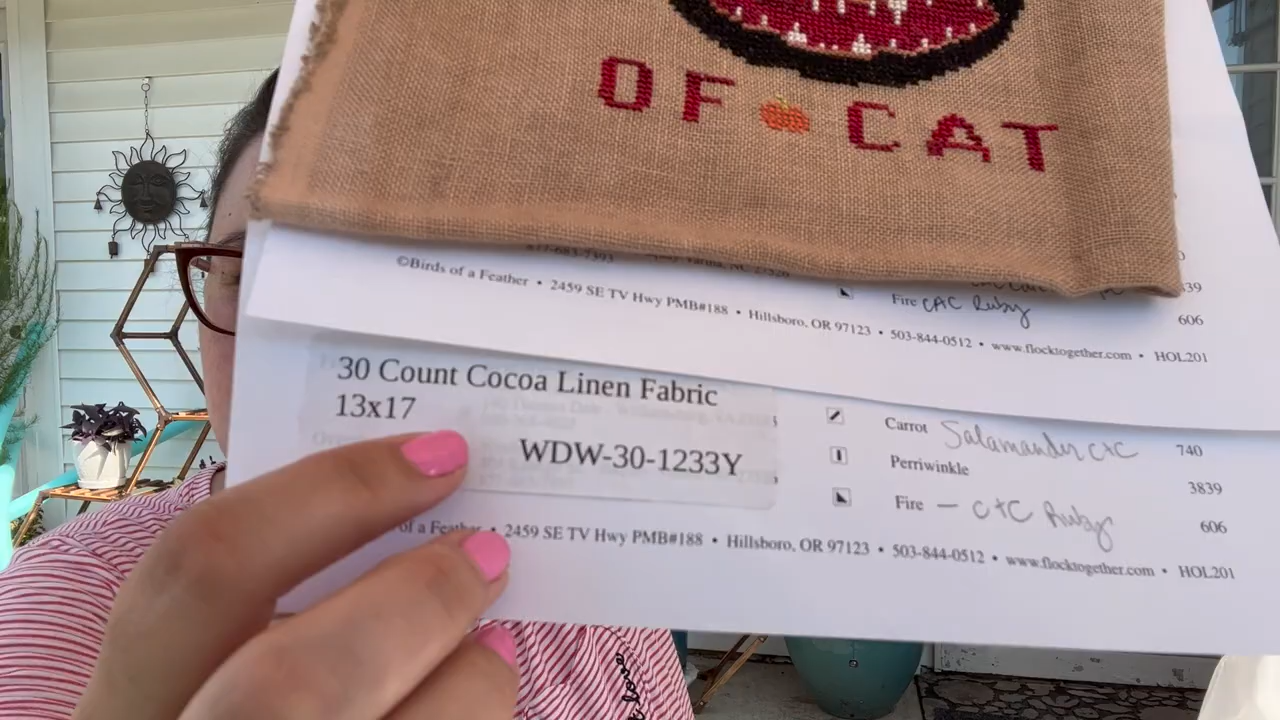 OF CAT
©Birds of a Feather • 2459 SE TV Hwy PMB#188 • Hillsboro, OR 97123 • 503-844-0512 • www.flocktogether.com • HOL201
Fire CAC Ruby 606
30 Count Cocoa Linen Fabric
13x17
WDW-30-1233Y
Carrot Salamander C+C 740
Perriwinkle 3839
Fire – C+C Ruby 606
of a Feather • 2459 SE TV Hwy PMB#188 • Hillsboro, OR 97123 • 503-844-0512 • www.flocktogether.com • HOL201